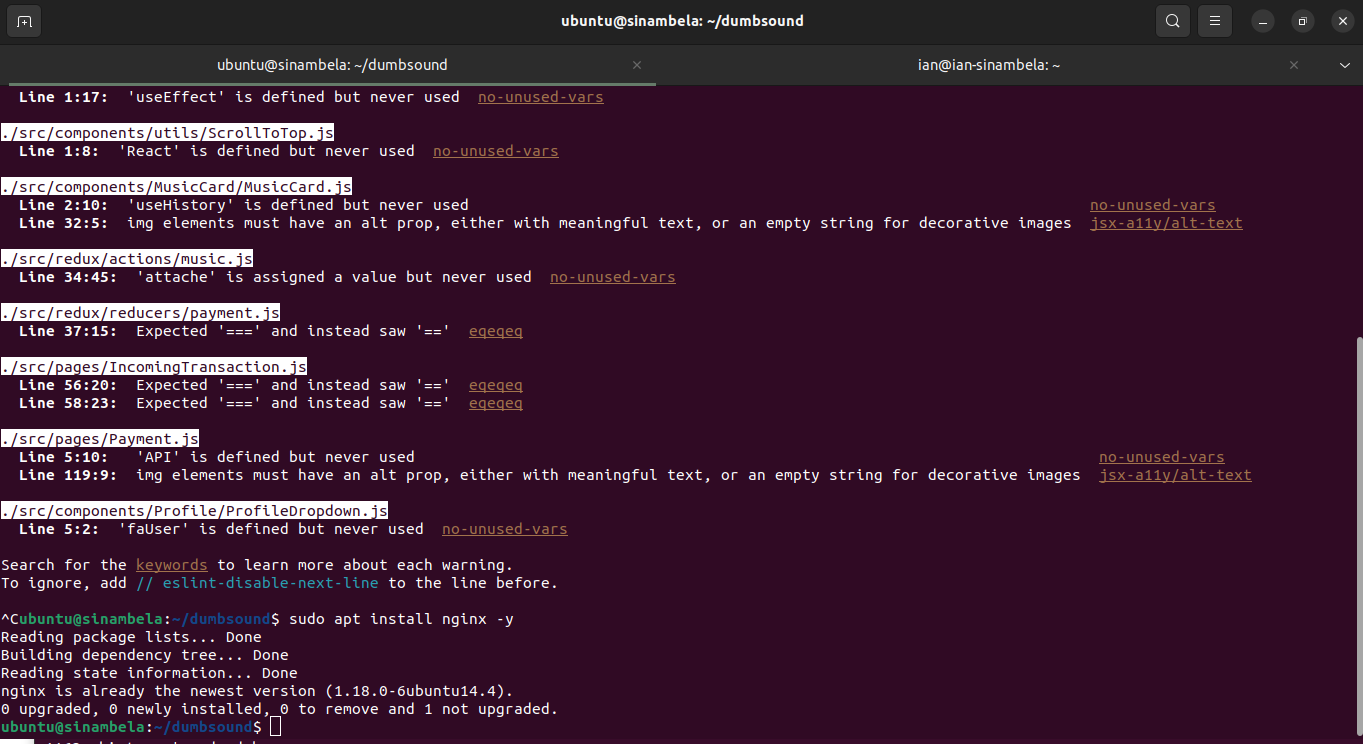 ubuntu@sinambela: ~/dumbsound
ubuntu@sinambela: ~/dumbsound
ian@ian-sinambela: ~
Line 1:17: 'useEffect' is defined but never used no-unused-vars
./src/components/utils/ScrollToTop.js
Line 1:8: 'React' is defined but never used no-unused-vars
./src/components/MusicCard/MusicCard.js
Line 2:10: 'useHistory' is defined but never used no-unused-vars
Line 32:5: img elements must have an alt prop, either with meaningful text, or an empty string for decorative images jsx-a11y/alt-text
./src/redux/actions/music.js
Line 34:45: 'attache' is assigned a value but never used no-unused-vars
./src/redux/reducers/payment.js
Line 37:15: Expected '===' and instead saw '==' eqeqeq
./src/pages/IncomingTransaction.js
Line 56:20: Expected '===' and instead saw '==' eqeqeq
Line 58:23: Expected '===' and instead saw '==' eqeqeq
./src/pages/Payment.js
Line 5:10: 'API' is defined but never used no-unused-vars
Line 119:9: img elements must have an alt prop, either with meaningful text, or an empty string for decorative images jsx-a11y/alt-text
./src/components/Profile/ProfileDropdown.js
Line 5:2: 'faUser' is defined but never used no-unused-vars
Search for the keywords to learn more about each warning.
To ignore, add // eslint-disable-next-line to the line before.
^Cubuntu@sinambela:~/dumbsound$ sudo apt install nginx -y
Reading package lists... Done
Building dependency tree... Done
Reading state information... Done
nginx is already the newest version (1.18.0-6ubuntu14.4).
0 upgraded, 0 newly installed, 0 to remove and 1 not upgraded.
ubuntu@sinambela:~/dumbsound$